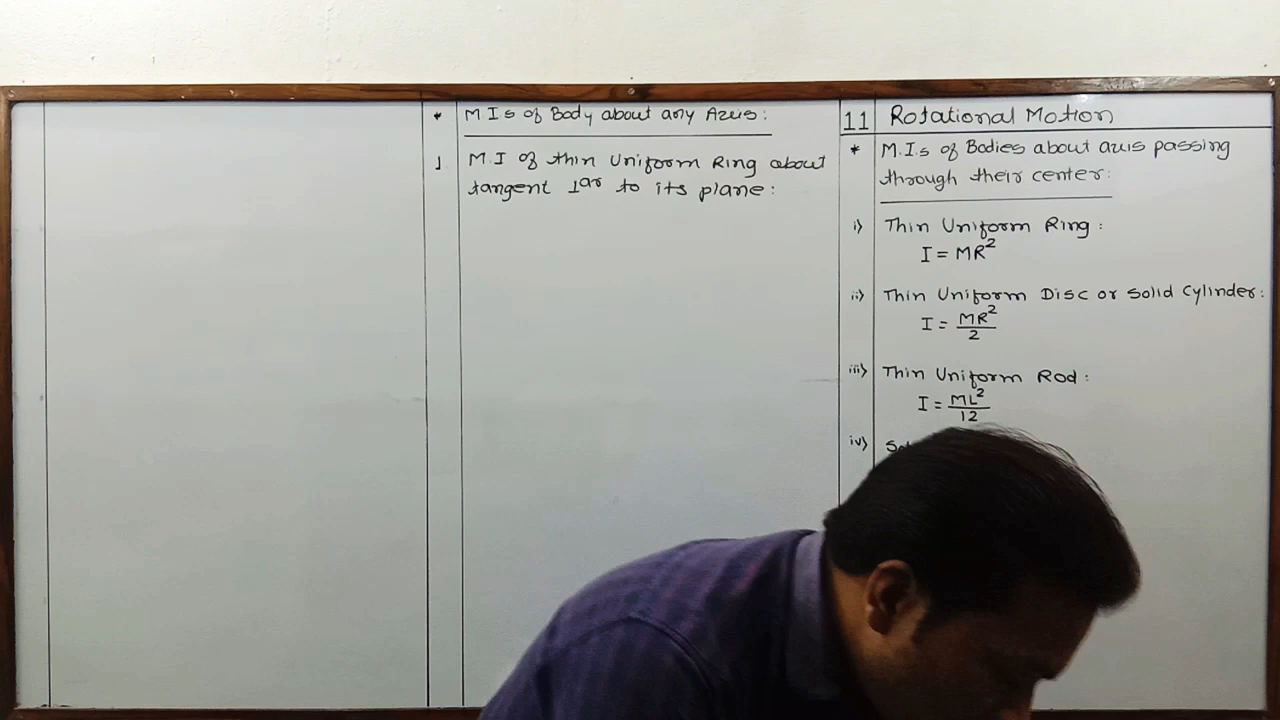 * M I s of Body about any Axis :
1 M.I of thin Uniform Ring about
tangent ⊥ar to its plane :
11 Rotational Motion
* M.I.s of Bodies about axis passing
through their center :
i) Thin Uniform Ring :
I = MR²
ii) Thin Uniform Disc or Solid Cylinder :
I = MR²/2
iii) Thin Uniform Rod :
I = ML²/12
iv)